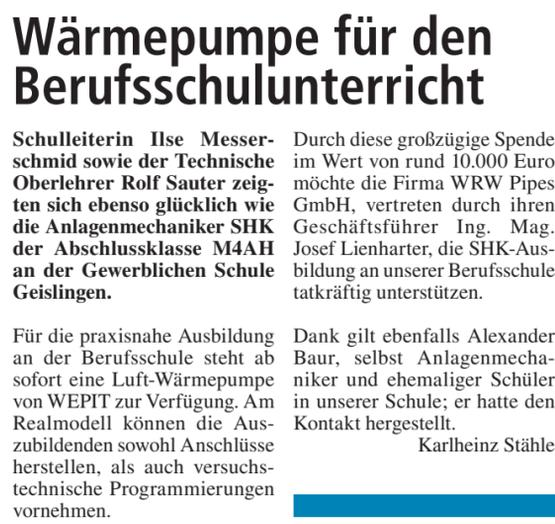 Wärmepumpe für den
Berufsschulunterricht
Schulleiterin Ilse Messer-
schmid sowie der Technische
Oberlehrer Rolf Sauter zeig-
ten sich ebenso glücklich wie
die Anlagenmechaniker SHK
der Abschlussklasse M4AH
an der Gewerblichen Schule
Geislingen.
Für die praxisnahe Ausbildung
an der Berufsschule steht ab
sofort eine Luft-Wärmepumpe
von WEPIT zur Verfügung. Am
Realmodell können die Aus-
zubildenden sowohl Anschlüsse
herstellen, als auch versuchs-
technische Programmierungen
vornehmen.
Durch diese großzügige Spende
im Wert von rund 10.000 Euro
möchte die Firma WRW Pipes
GmbH, vertreten durch ihren
Geschäftsführer Ing. Mag.
Josef Lienharter, die SHK-Aus-
bildung an unserer Berufsschule
tatkräftig unterstützen.
Dank gilt ebenfalls Alexander
Baur, selbst Anlagenmecha-
niker und ehemaliger Schüler
in unserer Schule; er hatte den
Kontakt hergestellt.
Karlheinz Stähle